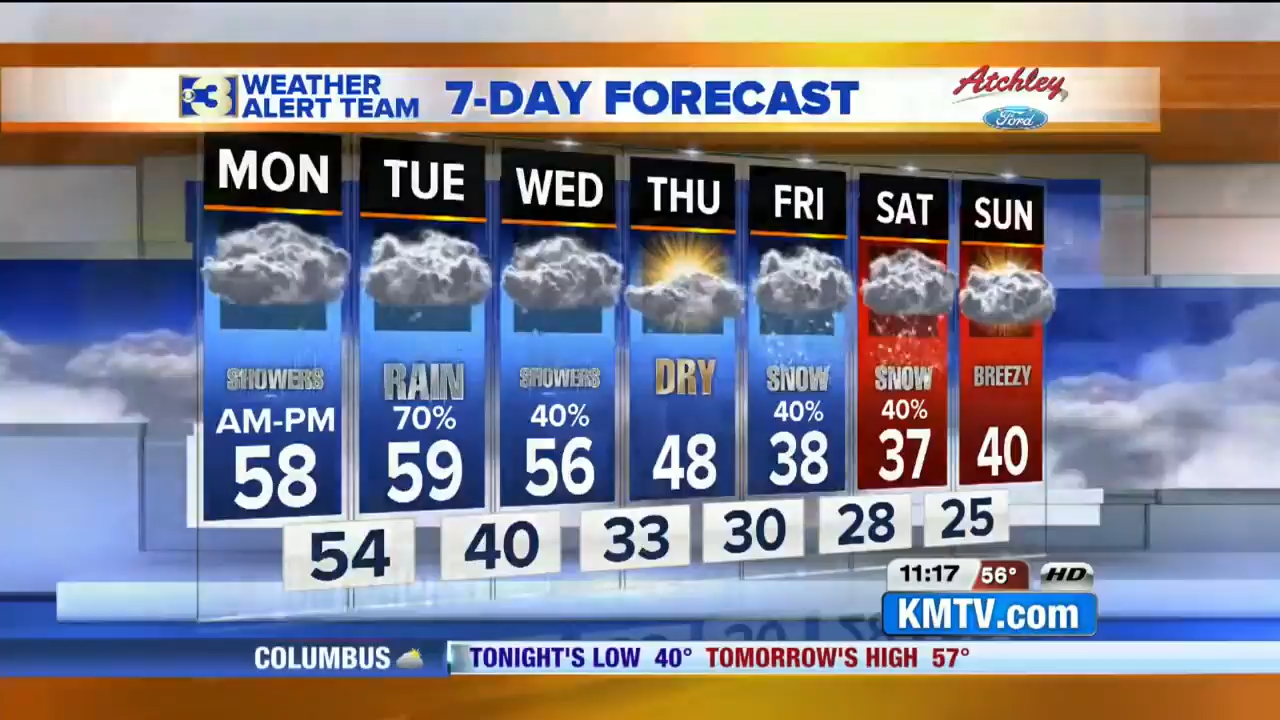 3 WEATHER ALERT TEAM
7-DAY FORECAST
Atchley
Ford
MON TUE WED THU FRI SAT SUN
SHOWERS RAIN SHOWERS DRY SNOW SNOW BREEZY
AM-PM 70% 40% 40% 40%
58 59 56 48 38 37 40
54 40 33 30 28 25
11:17 56° HD
KMTV.com
COLUMBUS TONIGHT'S LOW 40° TOMORROW'S HIGH 57°